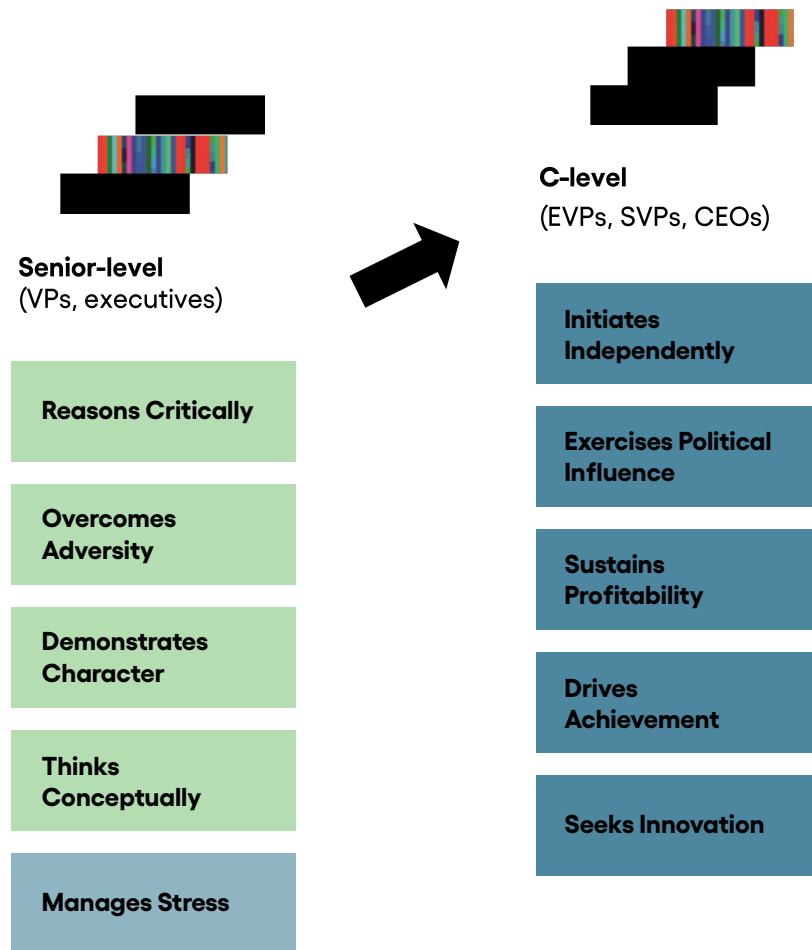 Senior-level
(VPs, executives)
Reasons Critically
Overcomes
Adversity
Demonstrates
Character
Thinks
Conceptually
Manages Stress
C-level
(EVPs, SVPs, CEOs)
Initiates
Independently
Exercises Political
Influence
Sustains
Profitability
Drives
Achievement
Seeks Innovation